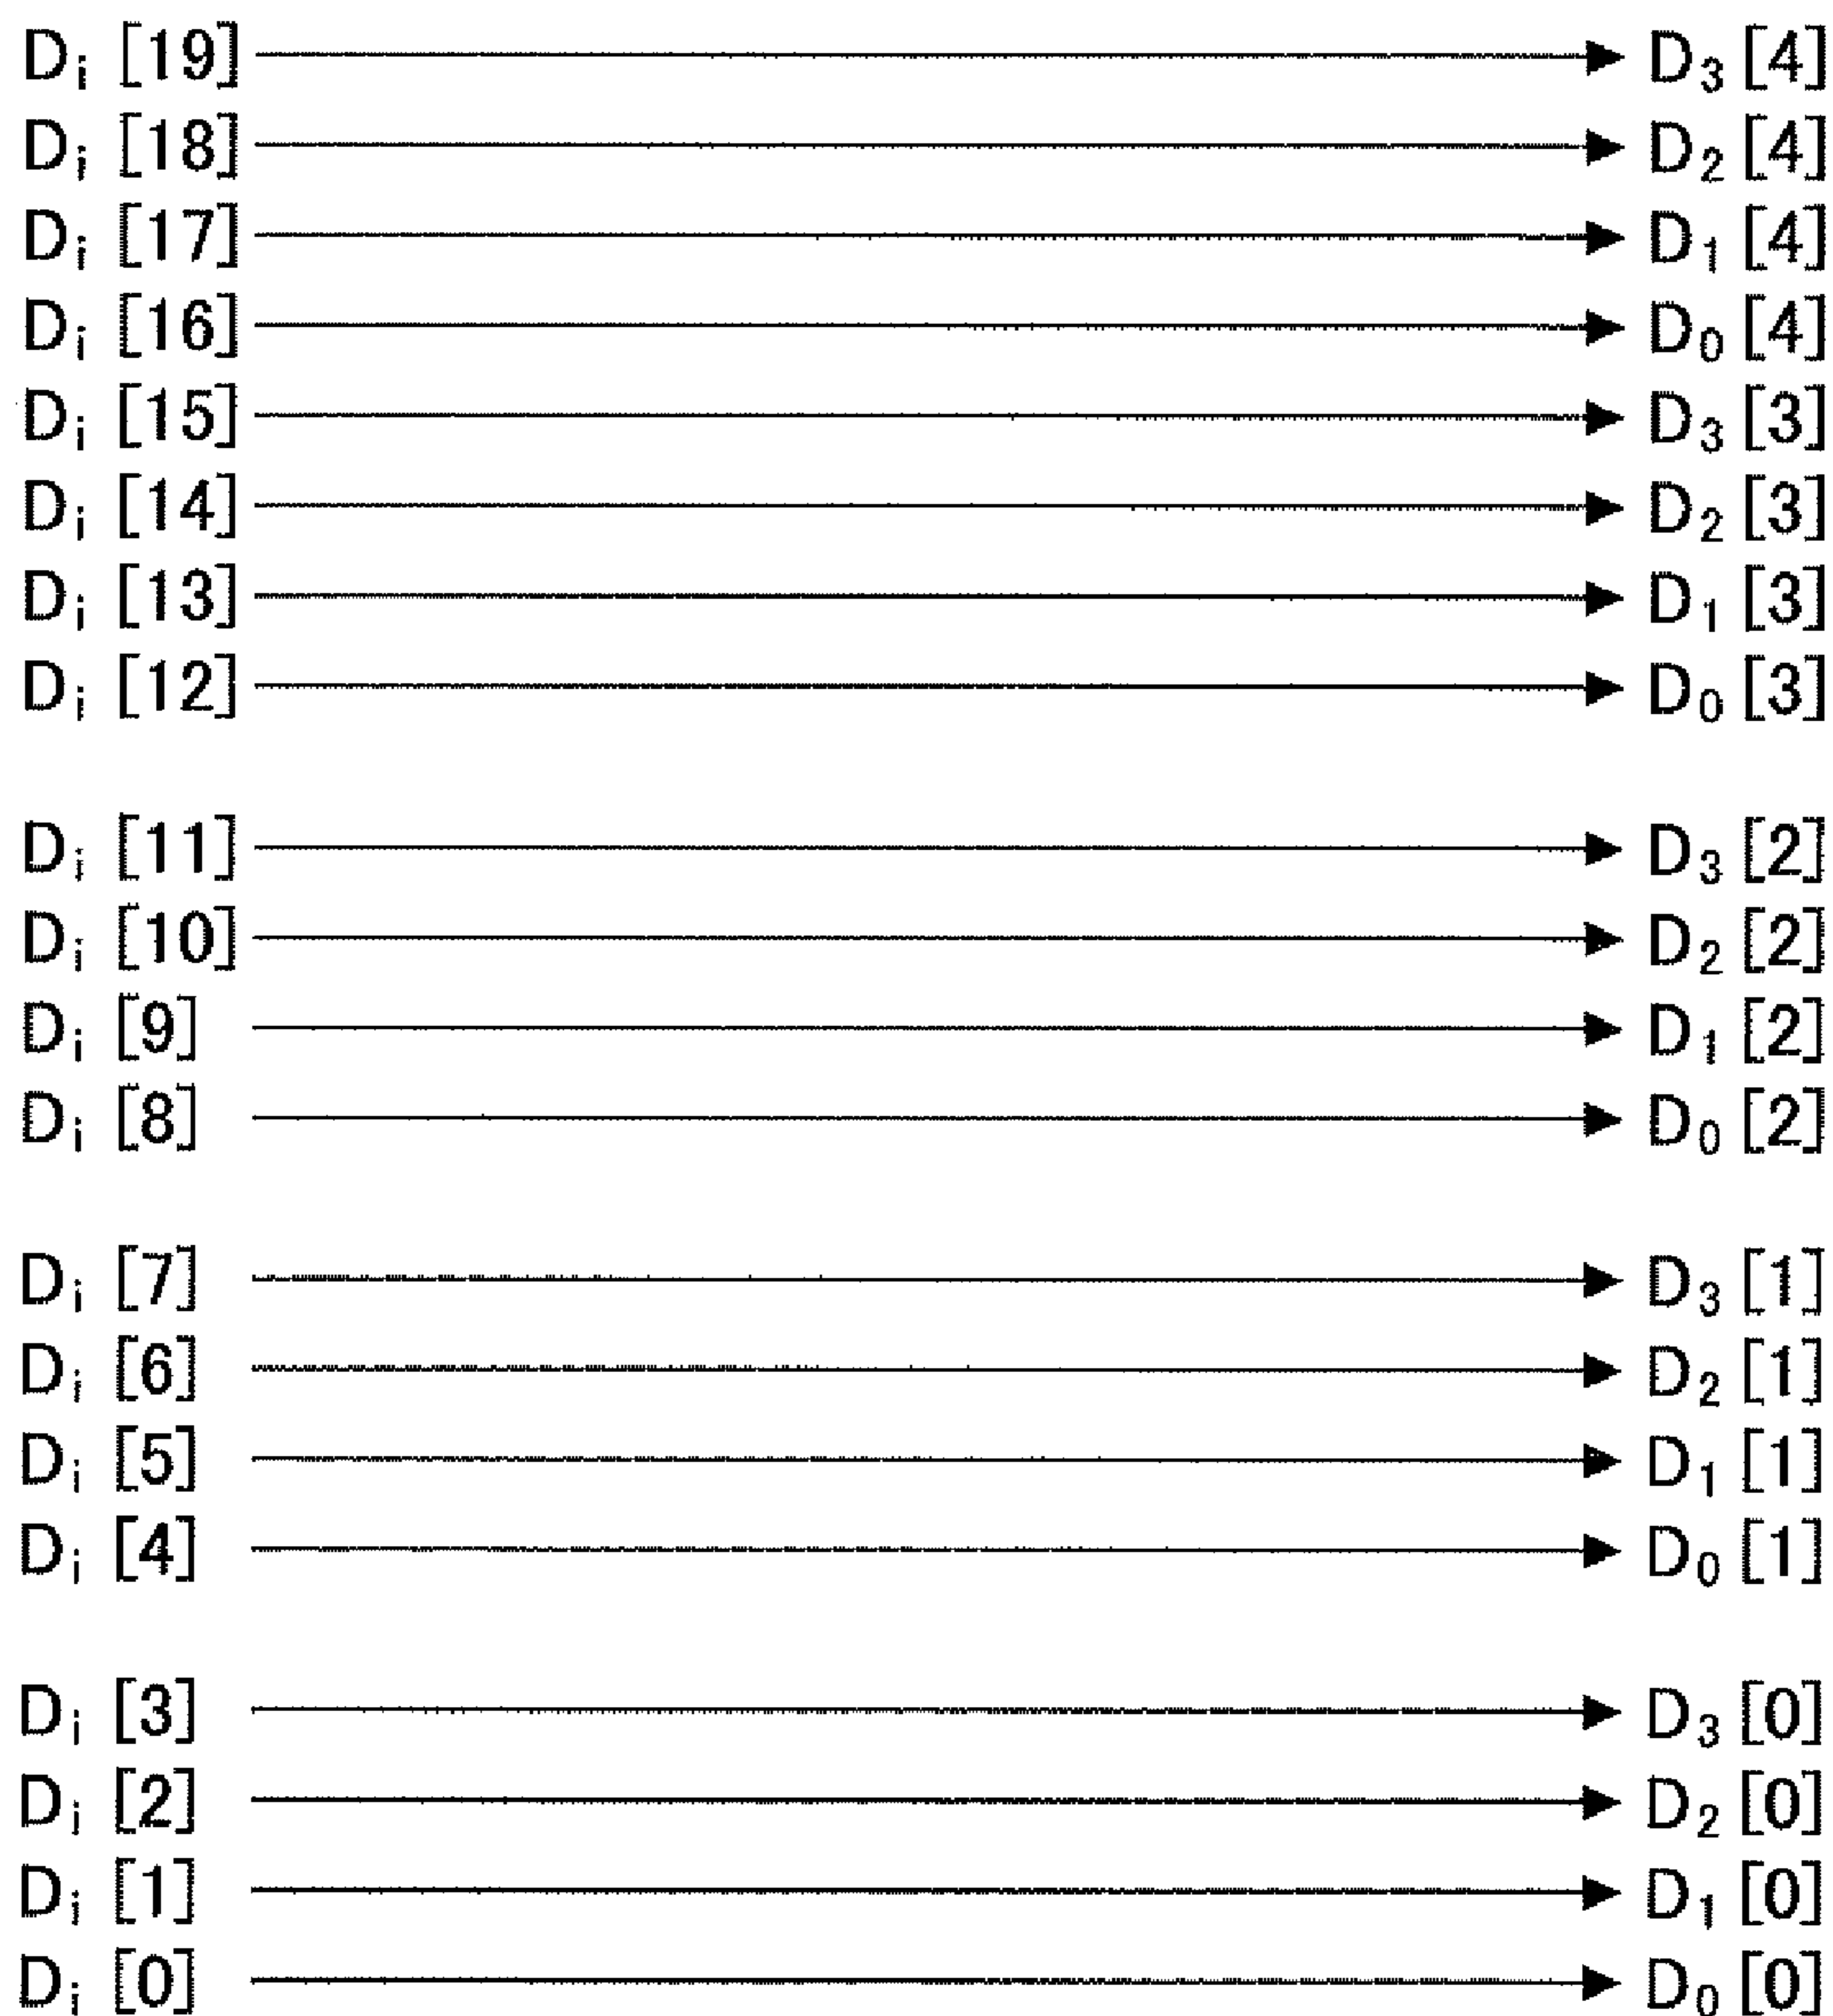 Dᵢ [19] → D₃ [4]
Dᵢ [18] → D₂ [4]
Dᵢ [17] → D₁ [4]
Dᵢ [16] → D₀ [4]
Dᵢ [15] → D₃ [3]
Dᵢ [14] → D₂ [3]
Dᵢ [13] → D₁ [3]
Dᵢ [12] → D₀ [3]
Dᵢ [11] → D₃ [2]
Dᵢ [10] → D₂ [2]
Dᵢ [9] → D₁ [2]
Dᵢ [8] → D₀ [2]
Dᵢ [7] → D₃ [1]
Dᵢ [6] → D₂ [1]
Dᵢ [5] → D₁ [1]
Dᵢ [4] → D₀ [1]
Dᵢ [3] → D₃ [0]
Dᵢ [2] → D₂ [0]
Dᵢ [1] → D₁ [0]
Dᵢ [0] → D₀ [0]